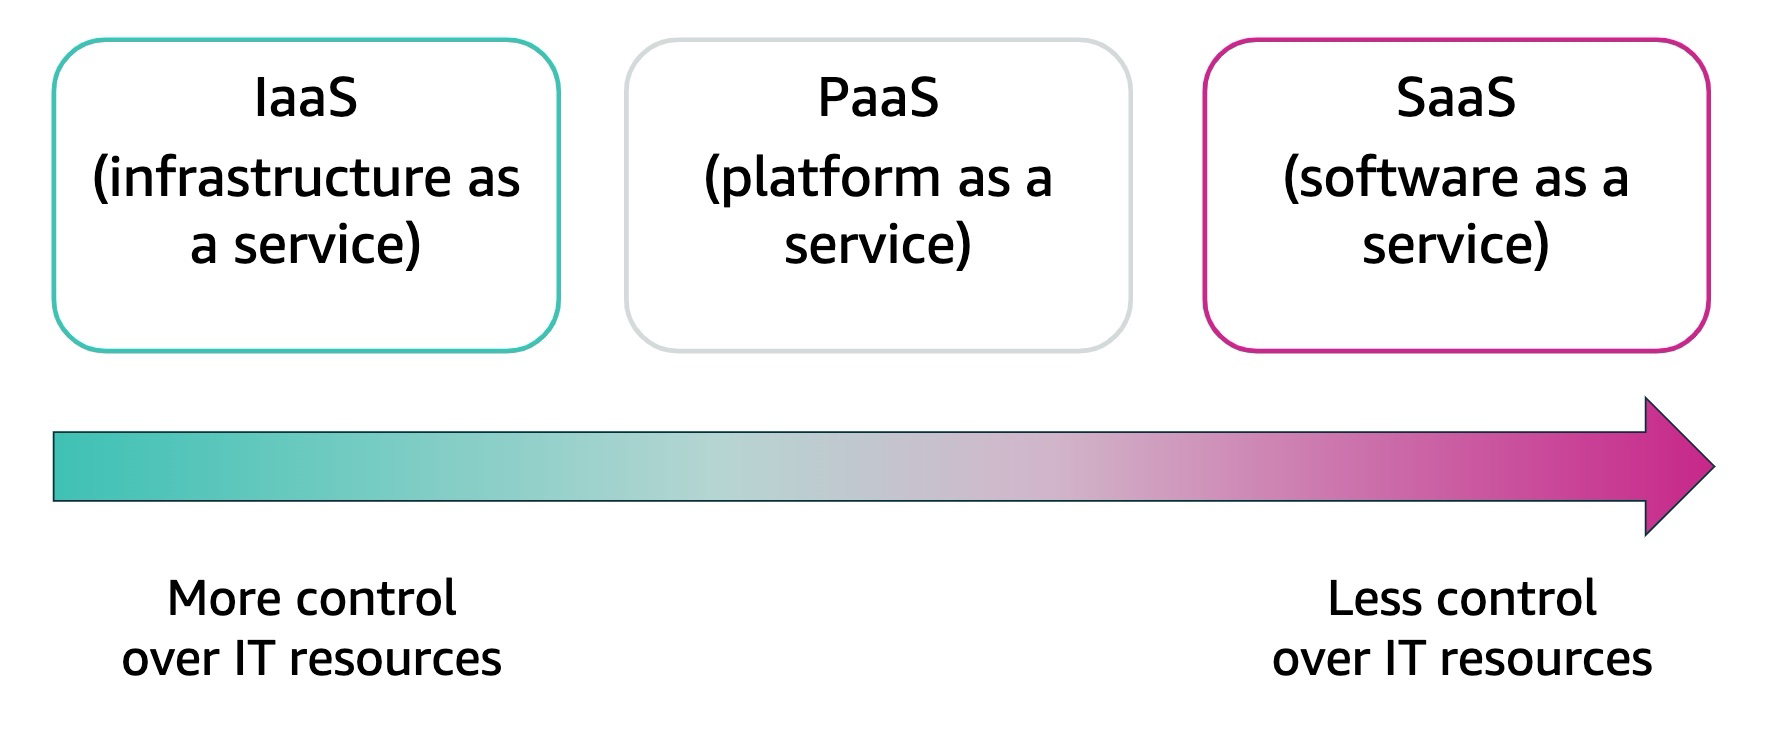 IaaS
(infrastructure as
a service)
PaaS
(platform as a
service)
SaaS
(software as a
service)
More control
over IT resources
Less control
over IT resources